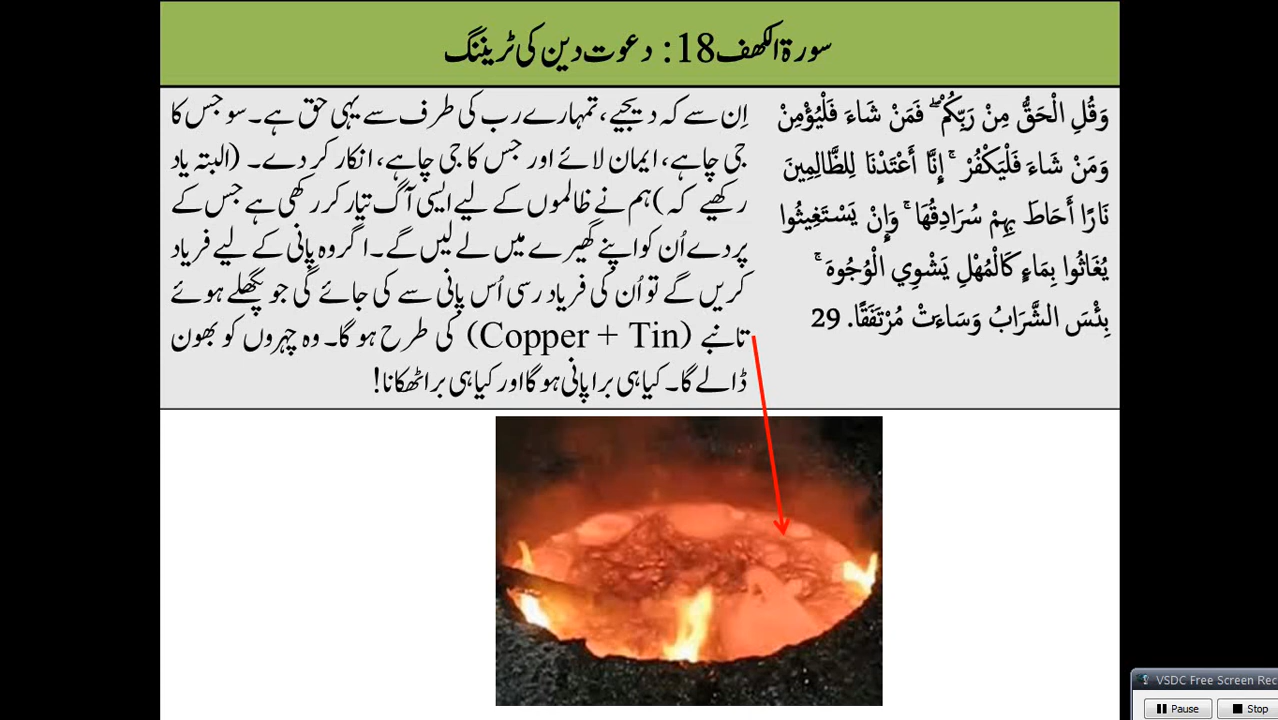 سورۃ الکھف 18: دعوت دین کی ٹریننگ
وَقُلِ الْحَقُّ مِنْ رَبِّكُمْ ۖ فَمَنْ شَاءَ فَلْيُؤْمِنْ
وَمَنْ شَاءَ فَلْيَكْفُرْ ۚ إِنَّا أَعْتَدْنَا لِلظَّالِمِينَ
نَارًا أَحَاطَ بِهِمْ سُرَادِقُهَا ۚ وَإِنْ يَسْتَغِيثُوا
يُغَاثُوا بِمَاءٍ كَالْمُهْلِ يَشْوِي الْوُجُوهَ ۚ
بِئْسَ الشَّرَابُ وَسَاءَتْ مُرْتَفَقًا. 29
اِن سے کہ دیجیے، تمہارے رب کی طرف سے یہی حق ہے۔ سو جس کا
جی چاہے، ایمان لائے اور جس کا جی چاہے، انکار کر دے۔ (البتہ یاد
رکھیے کہ) ہم نے ظالموں کے لیے ایسی آگ تیار کر رکھی ہے جس کے
پردے اُن کو اپنے گھیرے میں لے لیں گے۔ اگر وہ پانی کے لیے فریاد
کریں گے تو اُن کی فریاد رسی اُس پانی سے کی جائے گی جو پگھلے ہوئے
تانبے (Copper + Tin) کی طرح ہو گا۔ وہ چہروں کو بھون
ڈالے گا۔ کیا ہی برا پانی ہو گا اور کیا ہی برا ٹھکانا!
VSDC Free Screen Rec
Pause Stop